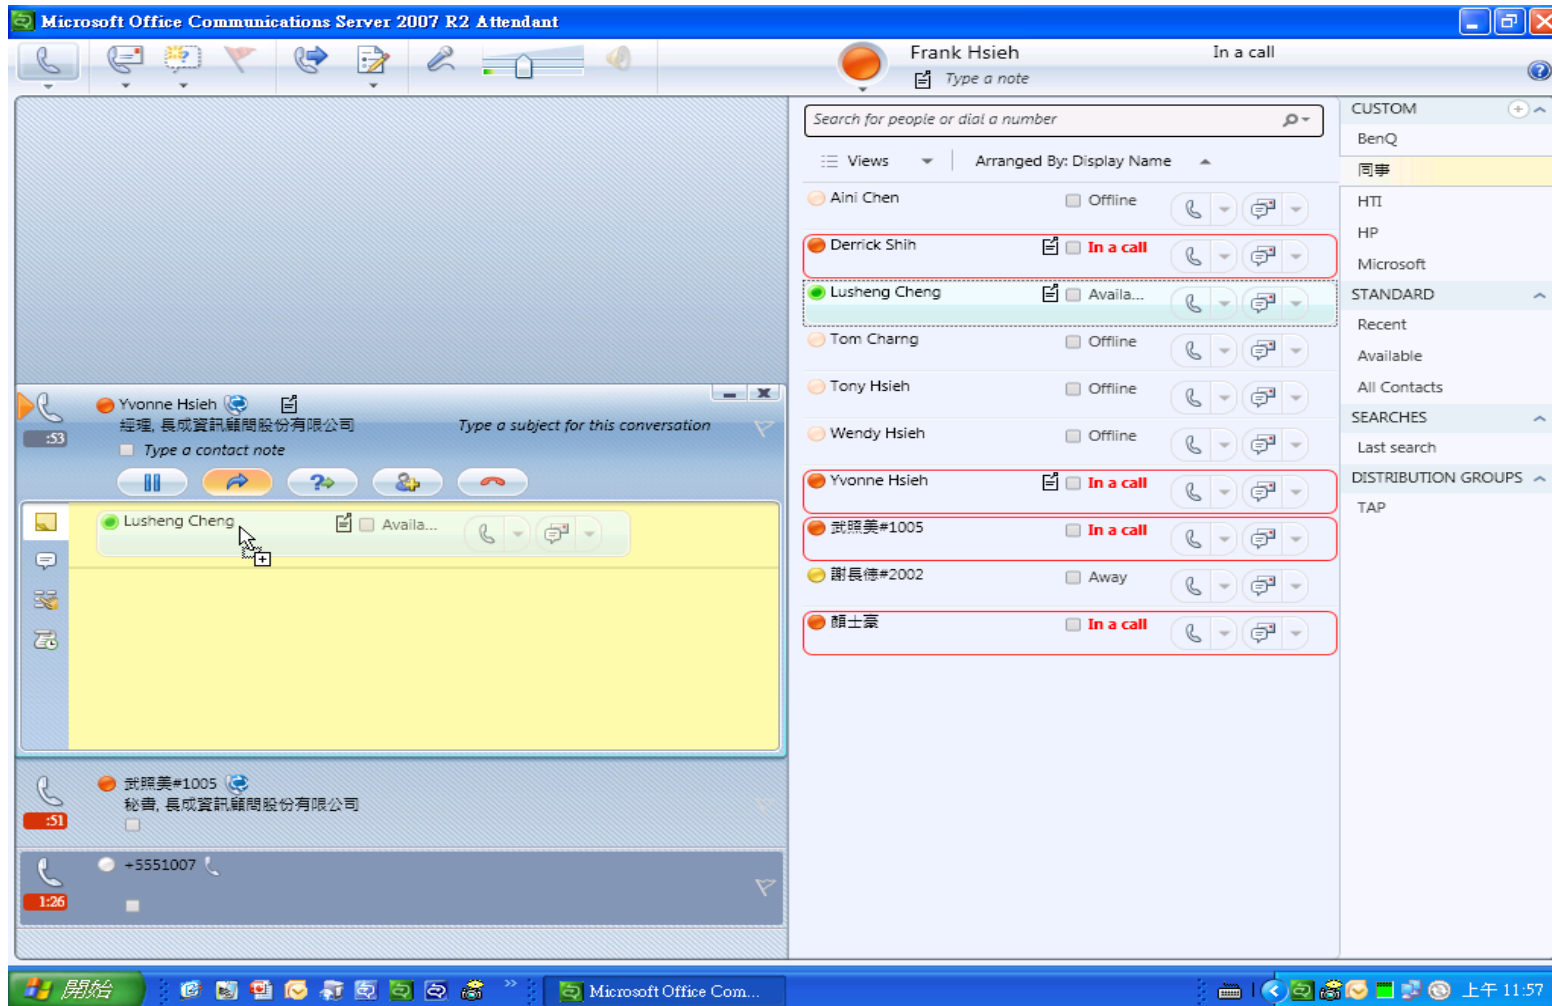 Microsoft Office Communications Server 2007 R2 Attendant
Frank Hsieh
In a call
Type a note
Search for people or dial a number
Views
Arranged By: Display Name
Aini Chen
Offline
Derrick Shih
In a call
Lusheng Cheng
Availa...
Tom Charng
Offline
Tony Hsieh
Offline
Wendy Hsieh
Offline
Yvonne Hsieh
In a call
武照美#1005
In a call
謝長德#2002
Away
顏士豪
In a call
CUSTOM
BenQ
同事
HTI
HP
Microsoft
STANDARD
Recent
Available
All Contacts
SEARCHES
Last search
DISTRIBUTION GROUPS
TAP
:53
Yvonne Hsieh
經理, 長成資訊顧問股份有限公司
Type a subject for this conversation
Type a contact note
Lusheng Cheng
Availa...
武照美#1005
秘書, 長成資訊顧問股份有限公司
:51
+5551007
1:26
開始
Microsoft Office Com...
上午 11:57